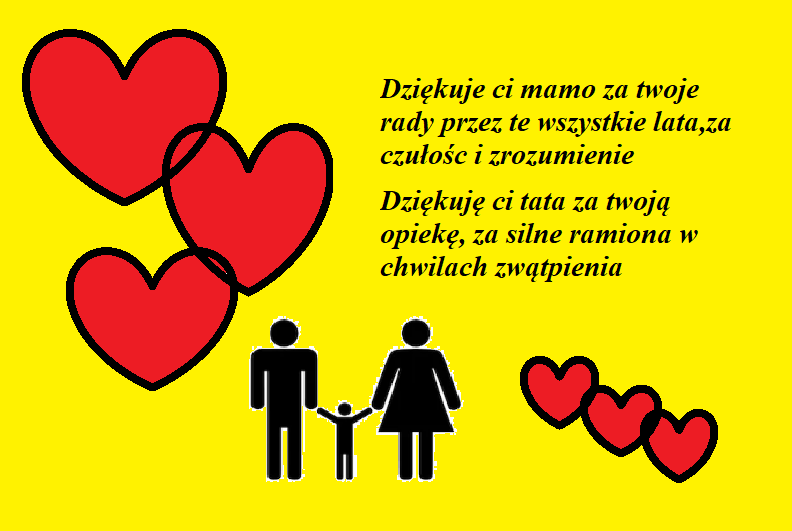 Dziękuje ci mamo za twoje
rady przez te wszystkie lata,za
czułośc i zrozumienie
Dziękuję ci tata za twoją
opiekę, za silne ramiona w
chwilach zwątpienia